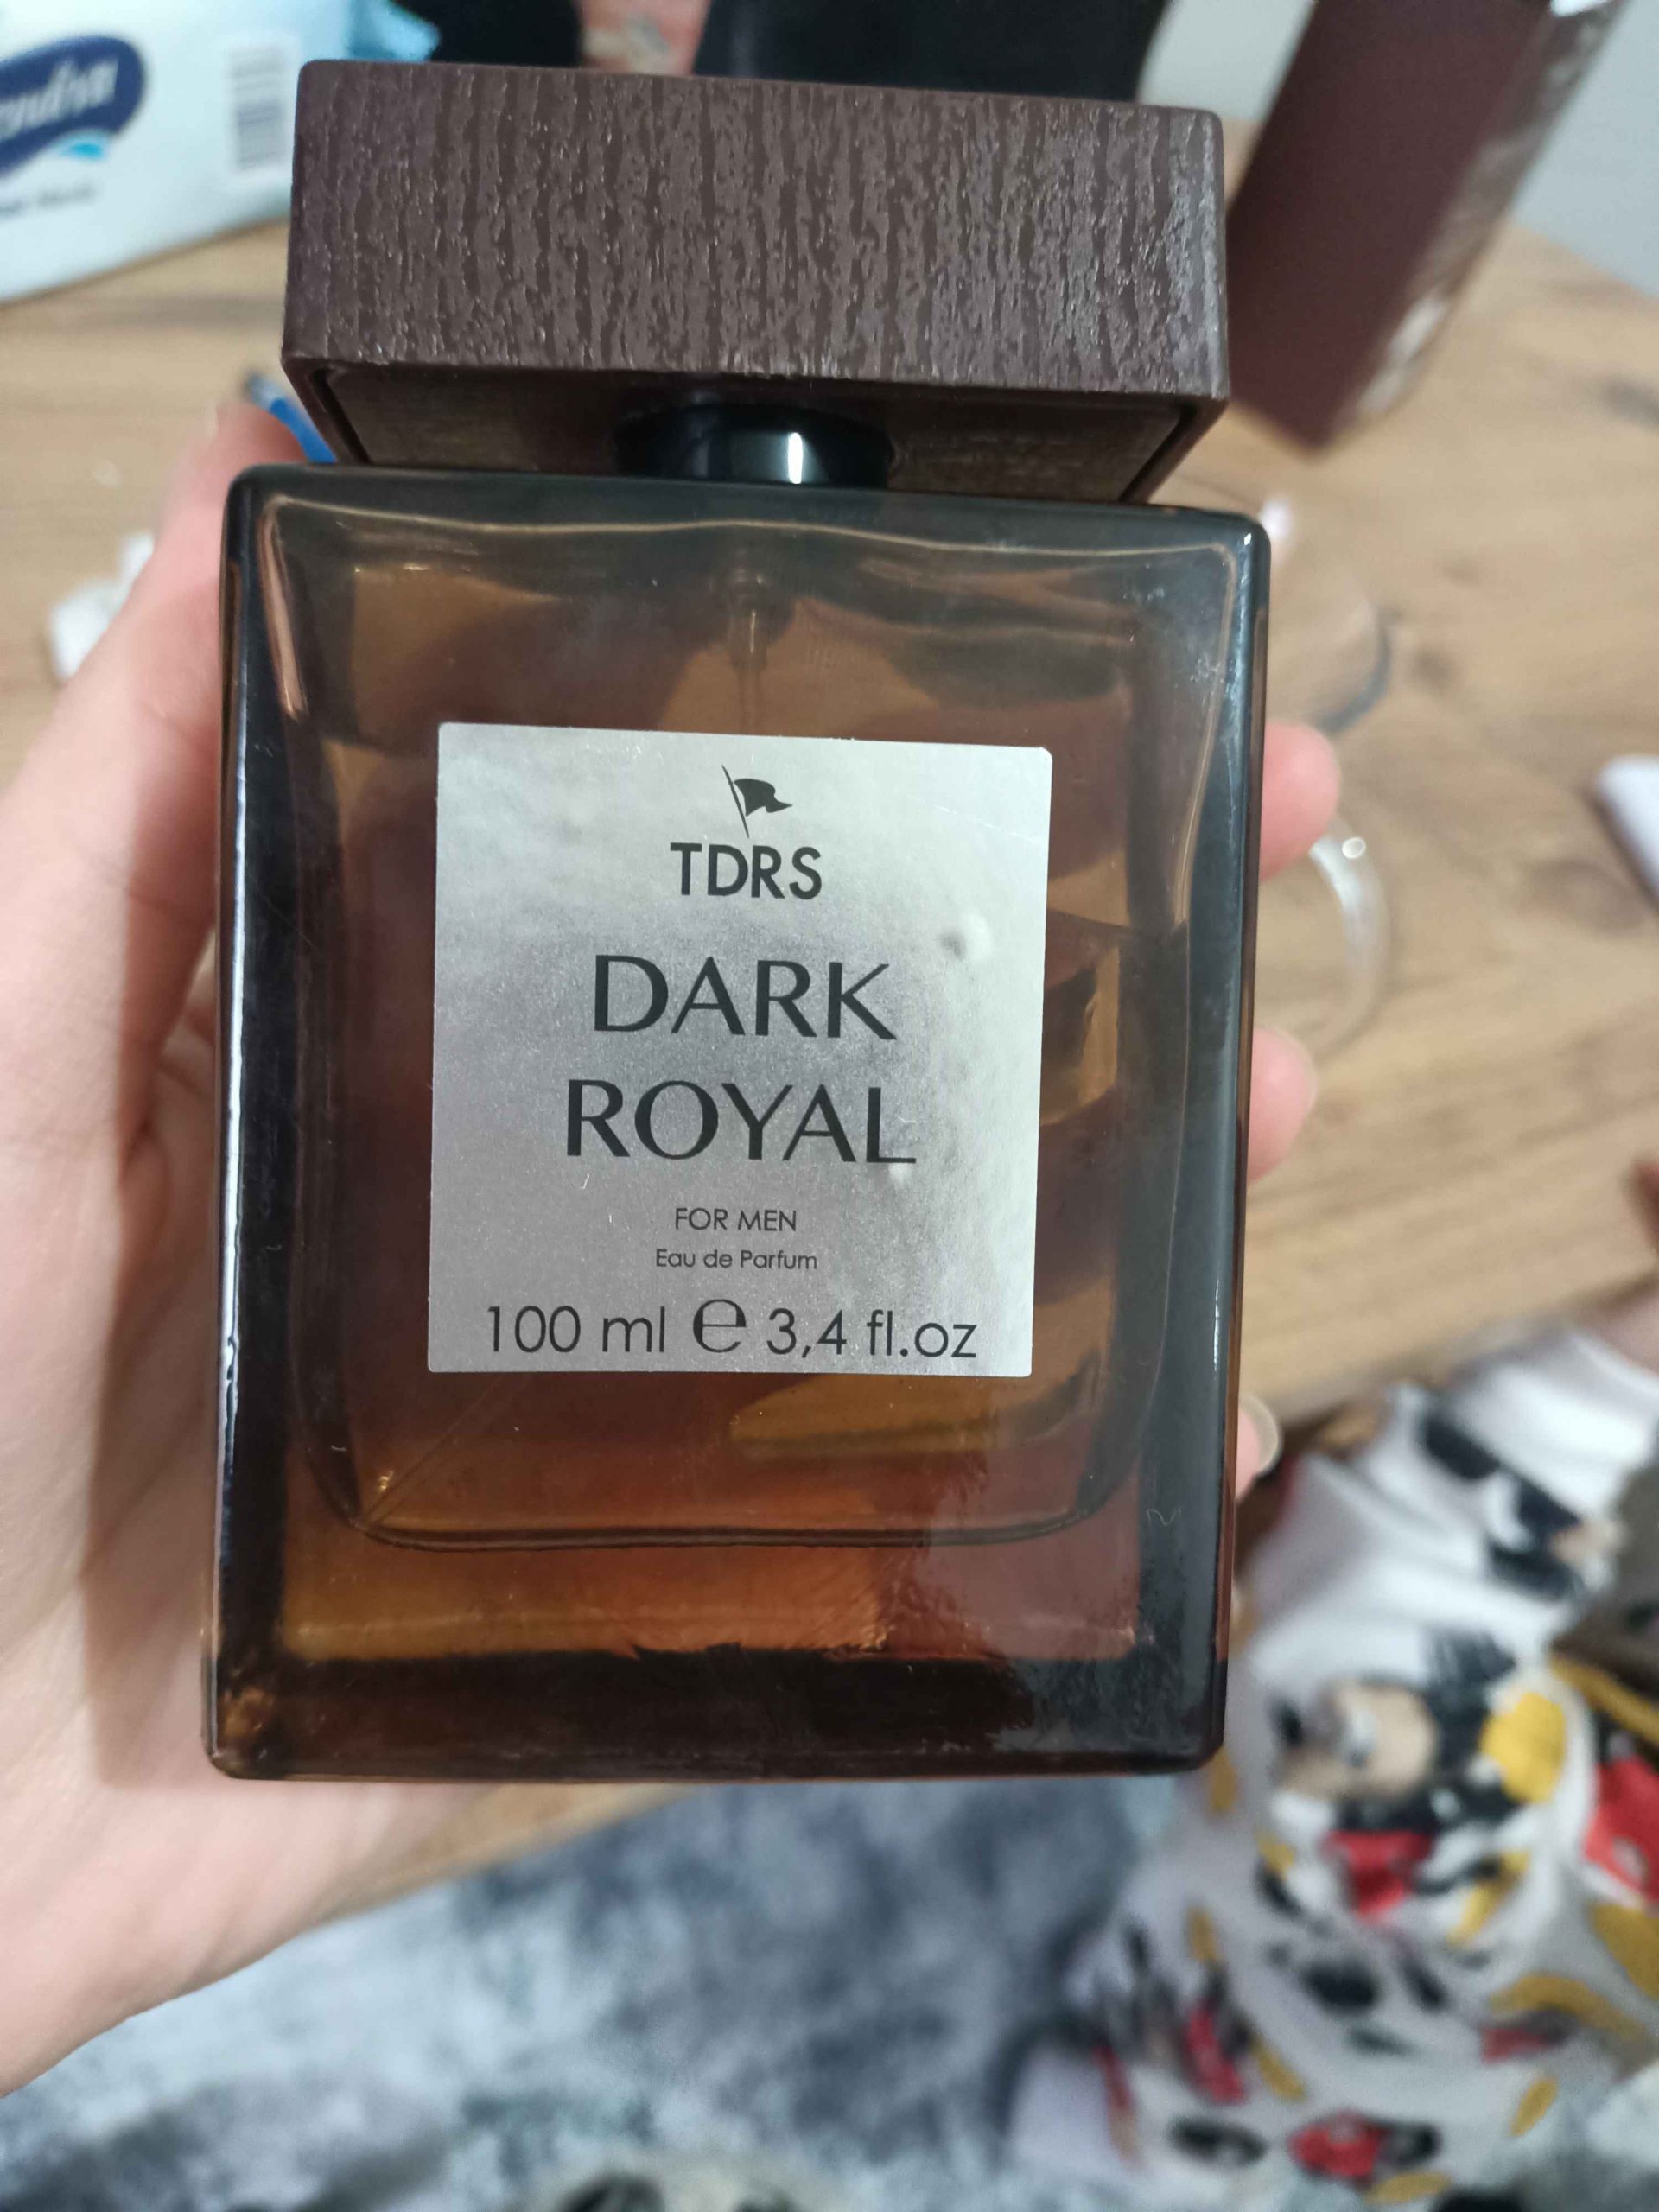 TDRS
DARK
ROYAL
FOR MEN
Eau de Parfum
100 ml ℮ 3,4 fl.oz